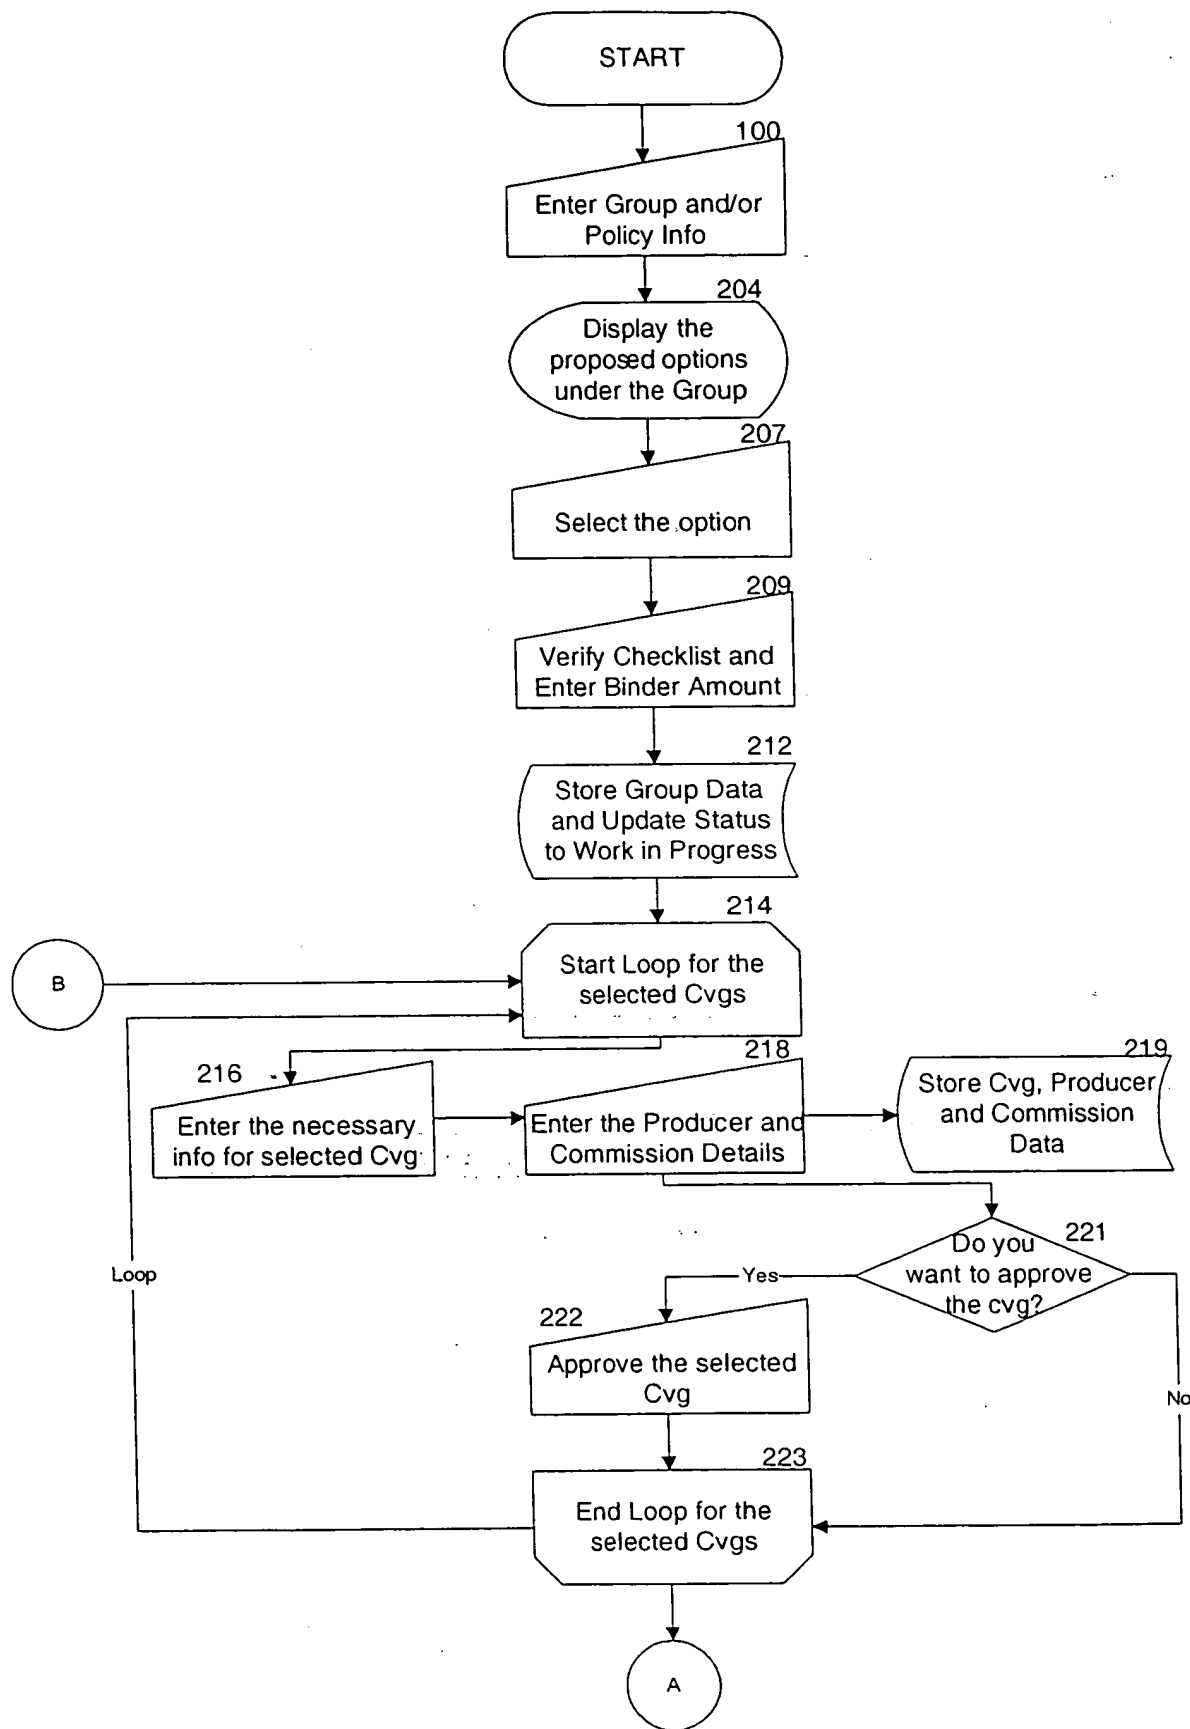 START
100
Enter Group and/or
Policy Info
204
Display the
proposed options
under the Group
207
Select the option
209
Verify Checklist and
Enter Binder Amount
212
Store Group Data
and Update Status
to Work in Progress
214
B
Start Loop for the
selected Cvgs
216
218
219
Enter the necessary
info for selected Cvg
Enter the Producer and
Commission Details
Store Cvg, Producer
and Commission
Data
221
Do you
want to approve
the cvg?
Loop
Yes
222
Approve the selected
Cvg
No
223
End Loop for the
selected Cvgs
A